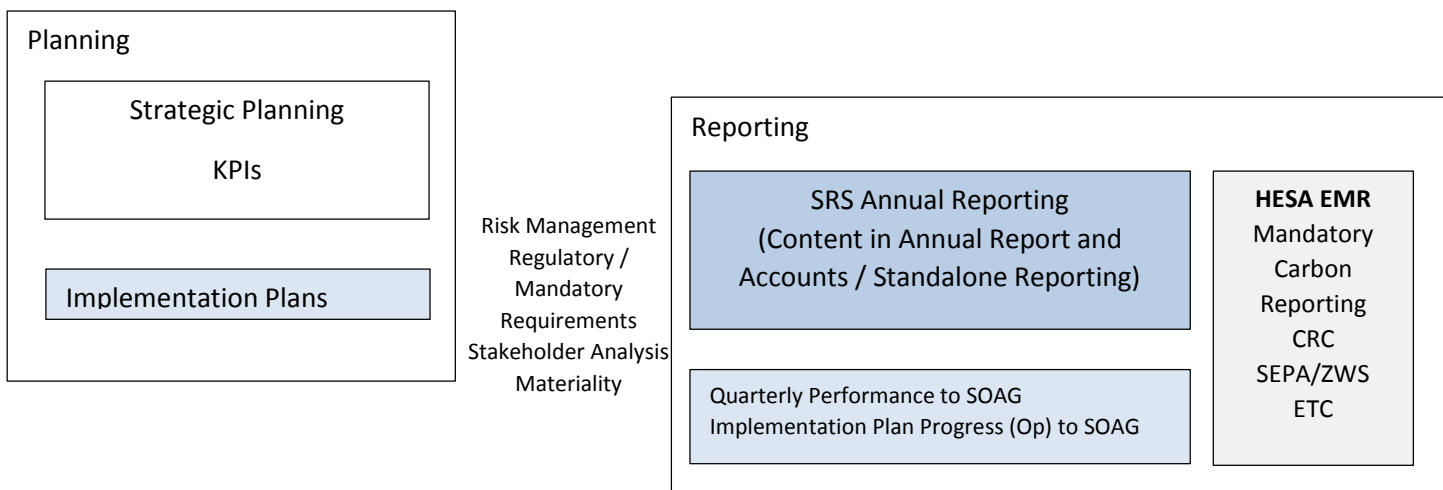 Planning
Strategic Planning
KPIs
Implementation Plans
Risk Management
Regulatory /
Mandatory
Requirements
Stakeholder Analysis
Materiality
Reporting
SRS Annual Reporting
(Content in Annual Report and
Accounts / Standalone Reporting)
Quarterly Performance to SOAG
Implementation Plan Progress (Op) to SOAG
HESA EMR
Mandatory
Carbon
Reporting
CRC
SEPA/ZWS
ETC